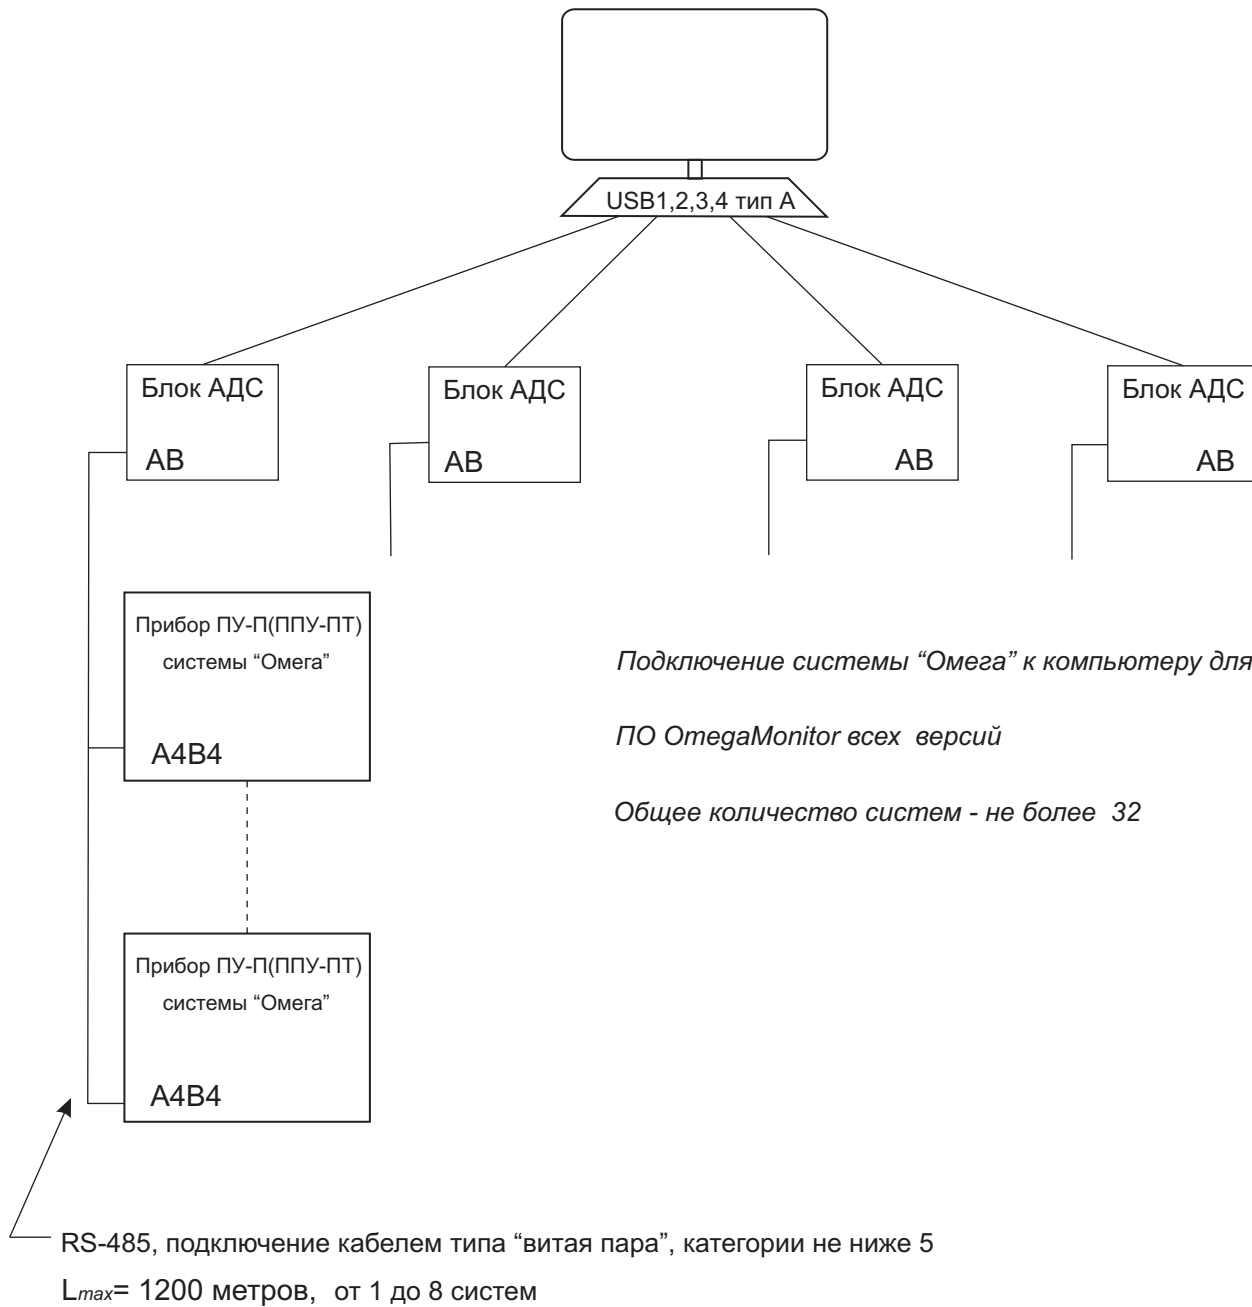 USB1,2,3,4 тип А
Блок АДС
АВ
Блок АДС
АВ
Блок АДС
АВ
Блок АДС
АВ
Прибор ПУ-П(ППУ-ПТ)
системы “Омега”
А4В4
Подключение системы “Омега” к компьютеру для
ПО OmegaMonitor всех версий
Общее количество систем - не более 32
Прибор ПУ-П(ППУ-ПТ)
системы “Омега”
А4В4
RS-485, подключение кабелем типа “витая пара”, категории не ниже 5
Lmax= 1200 метров, от 1 до 8 систем